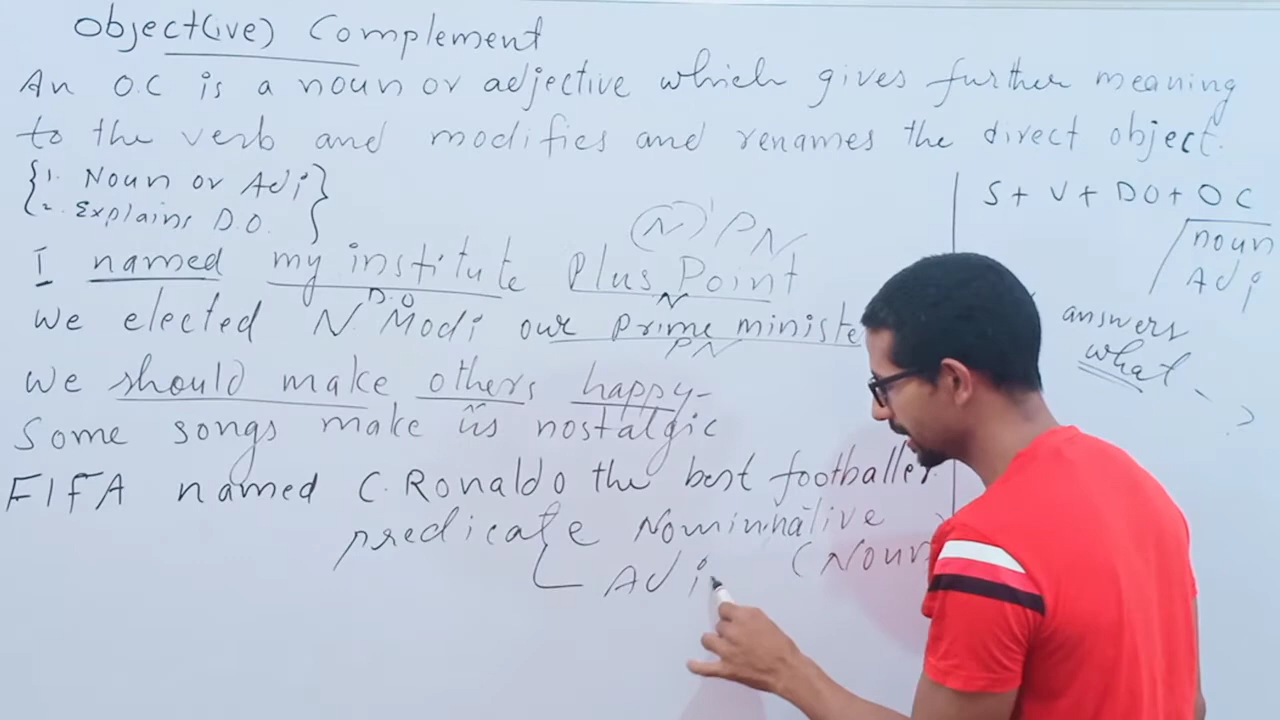 Object(ive) Complement
An O.C is a noun or adjective which gives further meaning
to the verb and modifies and renames the direct object.
1. Noun or Adj
2. Explains D.O.
S + V + DO + OC
noun
Adj
answers
what
(N) PN
I named my institute Plus Point
D.O N
We elected N. Modi our prime ministe
PN
We should make others happy
Some songs make us nostalgic
FIFA named C. Ronaldo the best footballer.
predicate Nominnative
Adj (Noun